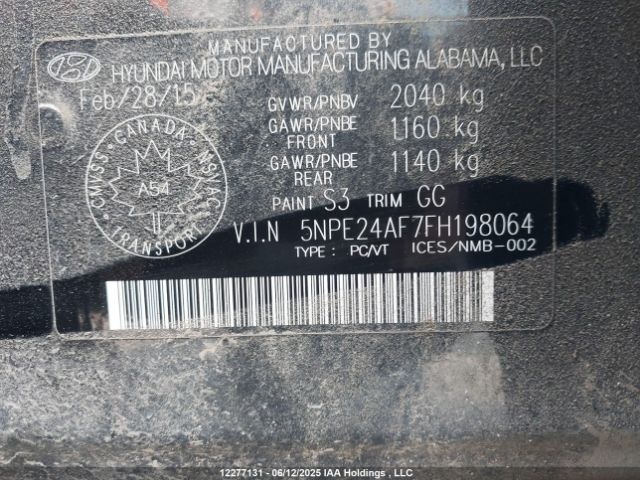 MANUFACTURED BY
HYUNDAI MOTOR MANUFACTURING ALABAMA, LLC
Feb/28/15
GVWR/PNBV 2040 kg
GAWR/PNBE FRONT 1160 kg
GAWR/PNBE REAR 1140 kg
PAINT S3 TRIM GG
CANADA
CMVSS NSVAC
A54
TRANSPORT
V.I.N 5NPE24AF7FH198064
TYPE : PC/VT ICES/NMB-002
12277131 - 06/12/2025 IAA Holdings , LLC